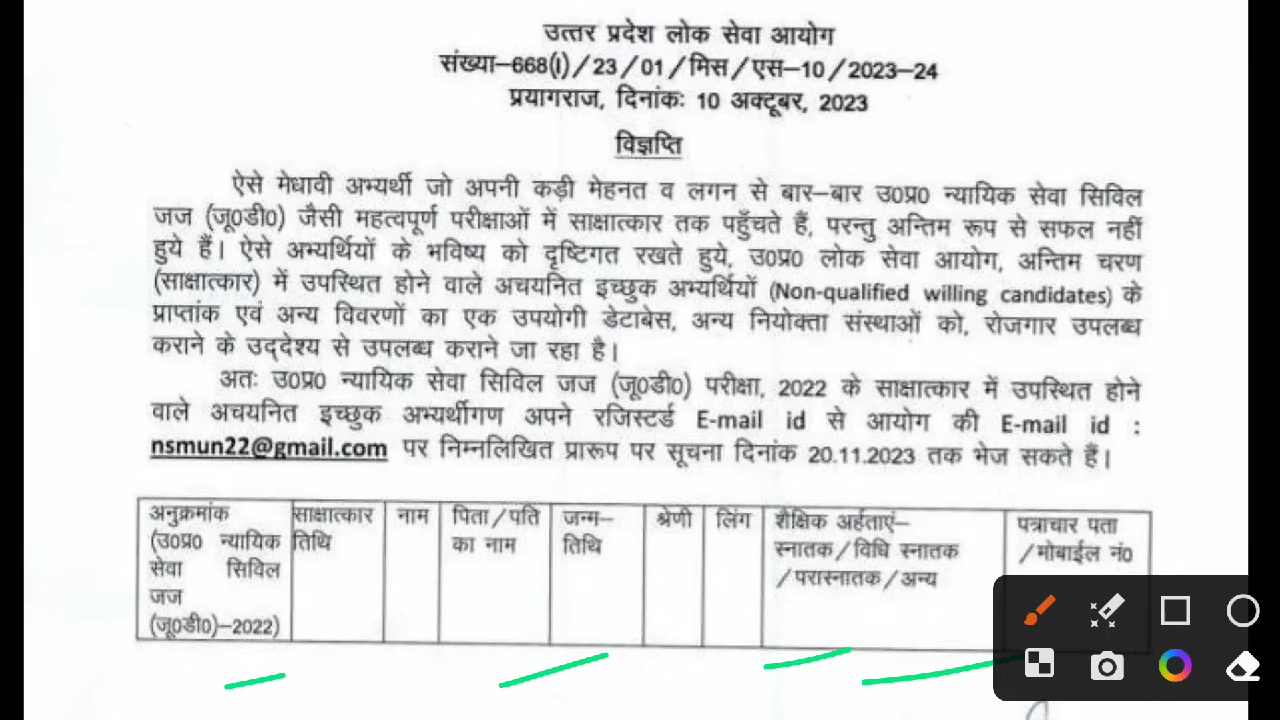 उत्तर प्रदेश लोक सेवा आयोग
संख्या–668(I)/23/01/मिस/एस–10/2023–24
प्रयागराज, दिनांकः 10 अक्टूबर, 2023
विज्ञप्ति
ऐसे मेधावी अभ्यर्थी जो अपनी कड़ी मेहनत व लगन से बार–बार उ0प्र0 न्यायिक सेवा सिविल
जज (जू0डी0) जैसी महत्वपूर्ण परीक्षाओं में साक्षात्कार तक पहुँचते हैं, परन्तु अन्तिम रूप से सफल नहीं
हुये हैं। ऐसे अभ्यर्थियों के भविष्य को दृष्टिगत रखते हुये, उ0प्र0 लोक सेवा आयोग, अन्तिम चरण
(साक्षात्कार) में उपस्थित होने वाले अचयनित इच्छुक अभ्यर्थियों (Non-qualified willing candidates) के
प्राप्तांक एवं अन्य विवरणों का एक उपयोगी डेटाबेस, अन्य नियोक्ता संस्थाओं को, रोजगार उपलब्ध
कराने के उद्देश्य से उपलब्ध कराने जा रहा है।
अतः उ0प्र0 न्यायिक सेवा सिविल जज (जू0डी0) परीक्षा, 2022 के साक्षात्कार में उपस्थित होने
वाले अचयनित इच्छुक अभ्यर्थीगण अपने रजिस्टर्ड E-mail id से आयोग की E-mail id :
nsmun22@gmail.com पर निम्नलिखित प्रारूप पर सूचना दिनांक 20.11.2023 तक भेज सकते हैं।
अनुक्रमांक
(उ0प्र0 न्यायिक
सेवा सिविल
जज
(जू0डी0)–2022)
साक्षात्कार
तिथि
नाम
पिता/पति
का नाम
जन्म–
तिथि
श्रेणी
लिंग
शैक्षिक अर्हताएं–
स्नातक/विधि स्नातक
/परास्नातक/अन्य
पत्राचार पता
/मोबाईल नं0